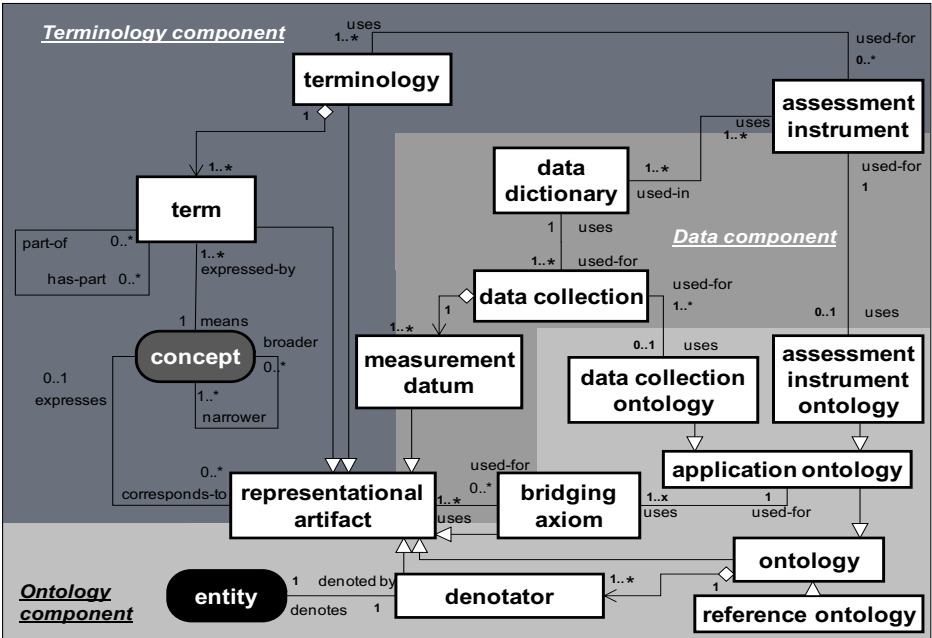 Terminology component
uses
1..*
used-for
0..*
terminology
1
assessment
instrument
uses
1..*
1..*
used-in
data
dictionary
1..*
term
used-for
1
part-of
0..*
has-part
0..*
1..*
expressed-by
1
uses
Data component
1..*
used-for
data collection
used-for
1..*
1
1
means
1..*
0..1
uses
0..1
uses
concept
broader
0..*
measurement
datum
data collection
ontology
assessment
instrument
ontology
0..1
expresses
1..*
narrower
0..*
corresponds-to
representational
artifact
used-for
0..*
1..*
uses
bridging
axiom
application ontology
1..x
uses
1
used-for
ontology
Ontology
component
entity
1
denoted by
denotes
1
denotator
1..*
1
reference ontology